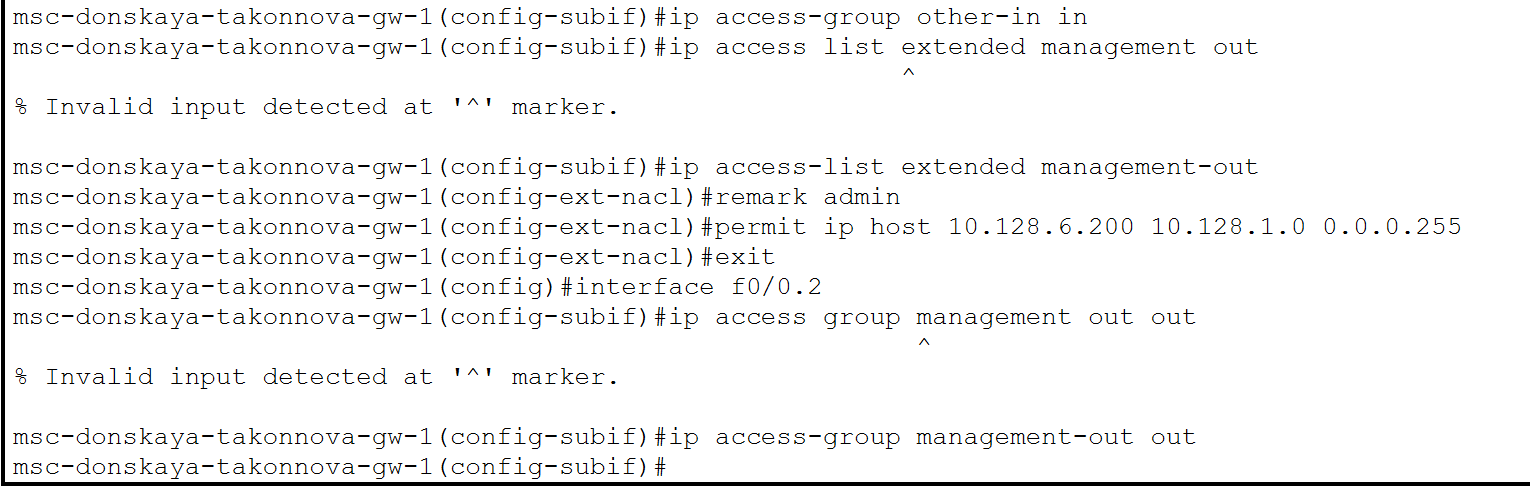 msc-donskaya-takonnova-gw-1(config-subif)#ip access-group other-in in
msc-donskaya-takonnova-gw-1(config-subif)#ip access list extended management out
^
% Invalid input detected at '^' marker.
msc-donskaya-takonnova-gw-1(config-subif)#ip access-list extended management-out
msc-donskaya-takonnova-gw-1(config-ext-nacl)#remark admin
msc-donskaya-takonnova-gw-1(config-ext-nacl)#permit ip host 10.128.6.200 10.128.1.0 0.0.0.255
msc-donskaya-takonnova-gw-1(config-ext-nacl)#exit
msc-donskaya-takonnova-gw-1(config)#interface f0/0.2
msc-donskaya-takonnova-gw-1(config-subif)#ip access group management out out
^
% Invalid input detected at '^' marker.
msc-donskaya-takonnova-gw-1(config-subif)#ip access-group management-out out
msc-donskaya-takonnova-gw-1(config-subif)#